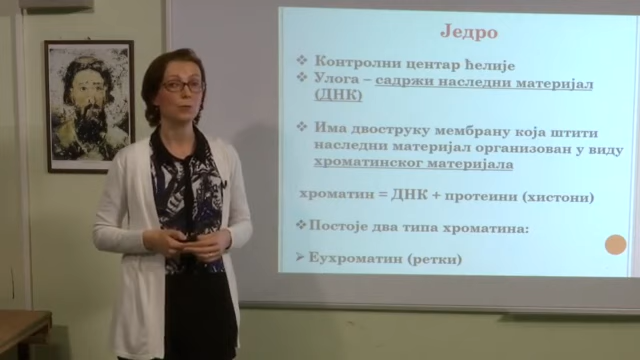 Једро
❖ Контролни центар ћелије
❖ Улога – садржи наследни материјал
(ДНК)
❖ Има двоструку мембрану која штити
наследни материјал организован у виду
хроматинског материјала
хроматин = ДНК + протеини (хистони)
❖Постоје два типа хроматина:
➢ Еухроматин (ретки)